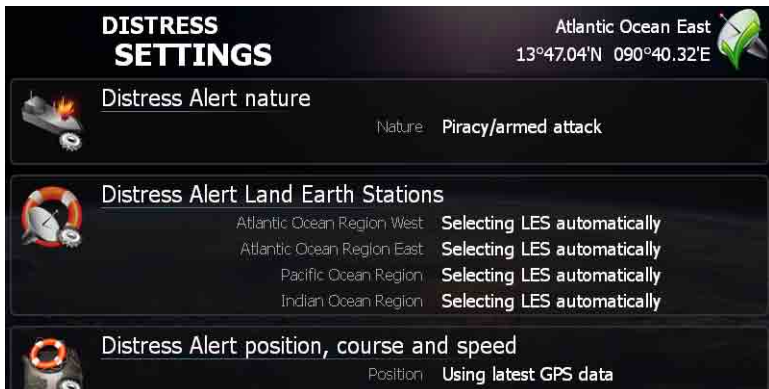 DISTRESS
SETTINGS
Atlantic Ocean East
13°47.04'N 090°40.32'E
Distress Alert nature
Nature Piracy/armed attack
Distress Alert Land Earth Stations
Atlantic Ocean Region West Selecting LES automatically
Atlantic Ocean Region East Selecting LES automatically
Pacific Ocean Region Selecting LES automatically
Indian Ocean Region Selecting LES automatically
Distress Alert position, course and speed
Position Using latest GPS data